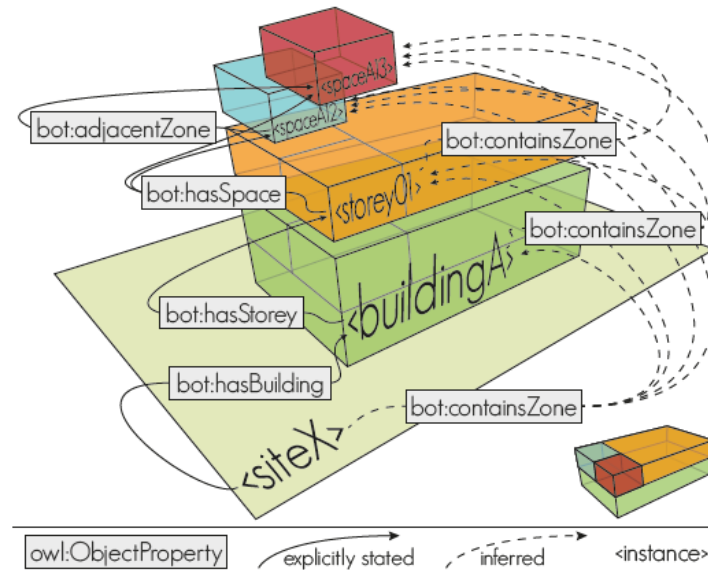 <spaceA13>
<spaceA12>
bot:adjacentZone
bot:containsZone
bot:hasSpace
<storey01>
bot:containsZone
<buildingA>
bot:hasStorey
bot:hasBuilding
bot:containsZone
<siteX>
owl:ObjectProperty
explicitly stated
inferred
<instance>